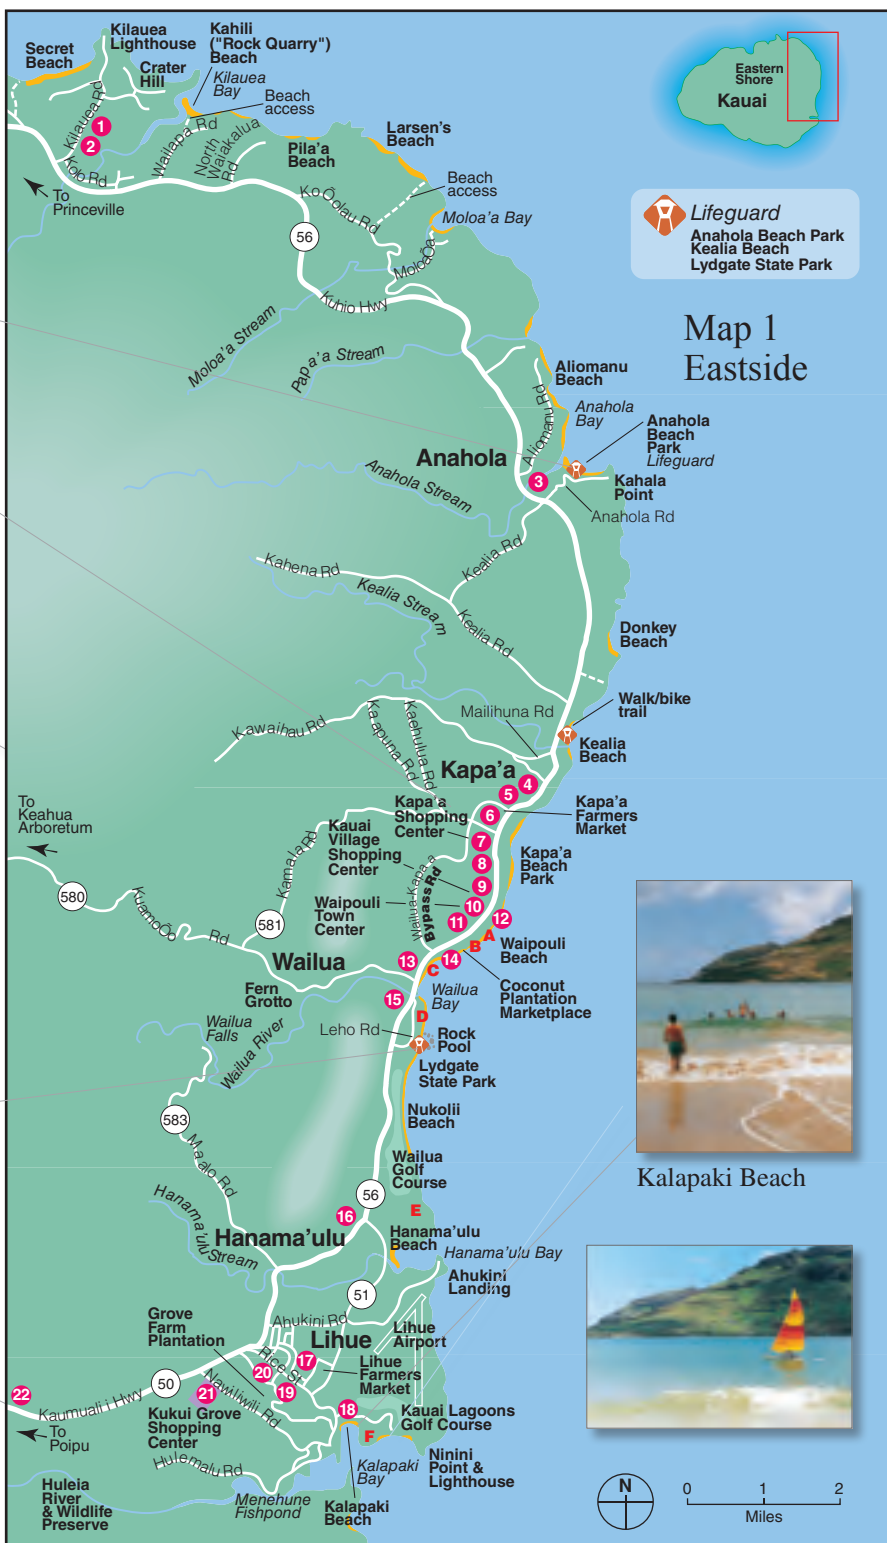 Kilauea
Lighthouse
Secret
Beach
Crater
Hill
Kahili
("Rock Quarry")
Beach
Kilauea
Bay
Beach
access
Kilauea Rd
1
2
Kolo Rd
Wailapa Rd
North
Waiakalua
Rd
Pila'a
Beach
Larsen's
Beach
Beach
access
To
Princeville
Ko Õolau Rd
Moloa'a Bay
56
MoloaÕa
Kuhio Hwy
Moloa'a Stream
Papa'a Stream
Eastern
Shore
Kauai
Lifeguard
Anahola Beach Park
Kealia Beach
Lydgate State Park
Map 1
Eastside
Aliomanu
Beach
Aliomanu Rd
Anahola
Bay
Anahola
Beach
Park
Lifeguard
Anahola
3
Kahala
Point
Anahola Rd
Anahola Stream
Kealia Rd
Kahena Rd
Kealia Stream
Kealia Rd
Donkey
Beach
Walk/bike
trail
Mailihuna Rd
Kealia
Beach
Kawaihau Rd
Kaapuna Rd
Kaehulua Rd
Kapa'a
4
5
6
Kapa'a
Farmers
Market
Kapa'a
Shopping
Center
7
Kauai
Village
Shopping
Center
8
9
Kapa'a
Beach
Park
To
Keahua
Arboretum
Kamala Rd
580
KuamoÕo
Rd
581
Wailua-Kapa'a
Bypass Rd
Waipouli
Town
Center
10
11
12
A
B
Waipouli
Beach
Wailua
13
14
C
Coconut
Plantation
Marketplace
Fern
Grotto
15
Wailua
Bay
D
Wailua
Falls
Wailua River
Leho Rd
Rock
Pool
Lydgate
State Park
583
Maalo Rd
Nukolii
Beach
Wailua
Golf
Course
56
E
16
Hanama'ulu
Hanama'ulu
Stream
Hanama'ulu
Beach
Hanama'ulu Bay
Ahukini
Landing
51
Ahukini Rd
Grove
Farm
Plantation
Lihue
Lihue
Airport
Rice St
17
Lihue
Farmers
Market
20
19
50
21
22
Kaumualii Hwy
Nawiliwili Rd
Kukui Grove
Shopping
Center
18
Kauai Lagoons
Golf Course
F
To
Poipu
Hulemalu Rd
Kalapaki
Bay
Ninini
Point &
Lighthouse
Huleia
River
& Wildlife
Preserve
Menehune
Fishpond
Kalapaki
Beach
Kalapaki Beach
N
0 1 2
Miles